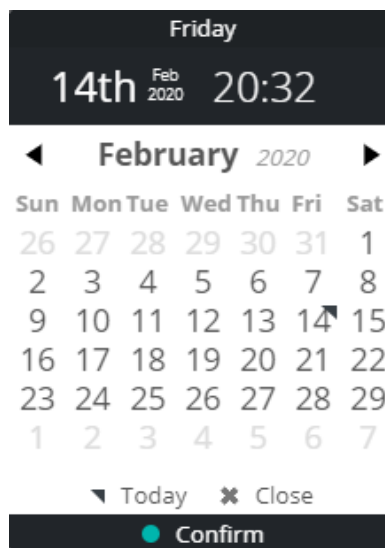 Friday
14th Feb 2020 20:32
February 2020
Sun Mon Tue Wed Thu Fri Sat
26 27 28 29 30 31 1
2 3 4 5 6 7 8
9 10 11 12 13 14 15
16 17 18 19 20 21 22
23 24 25 26 27 28 29
1 2 3 4 5 6 7
Today ✖ Close
Confirm